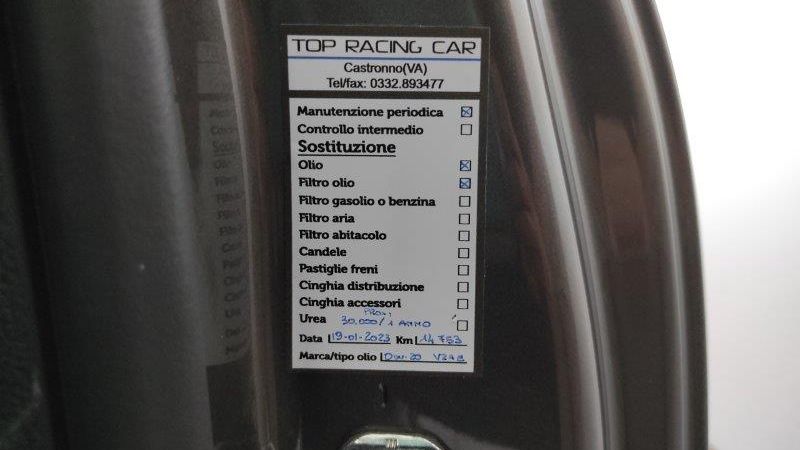 TOP RACING CAR
Castronno(VA)
Tel/fax: 0332.893477
Manutenzione periodica
Controllo intermedio
Sostituzione
Olio
Filtro olio
Filtro gasolio o benzina
Filtro aria
Filtro abitacolo
Candele
Pastiglie freni
Cinghia distribuzione
Cinghia accessori
Urea 30.000/1 ANNO
Data 19-01-2023 Km 14753
Marca/tipo olio